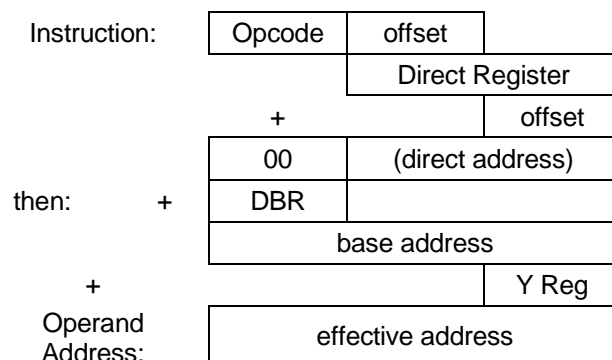 Instruction: Opcode offset
Direct Register
+ offset
00 (direct address)
then: + DBR
base address
+ Y Reg
Operand
Address: effective address